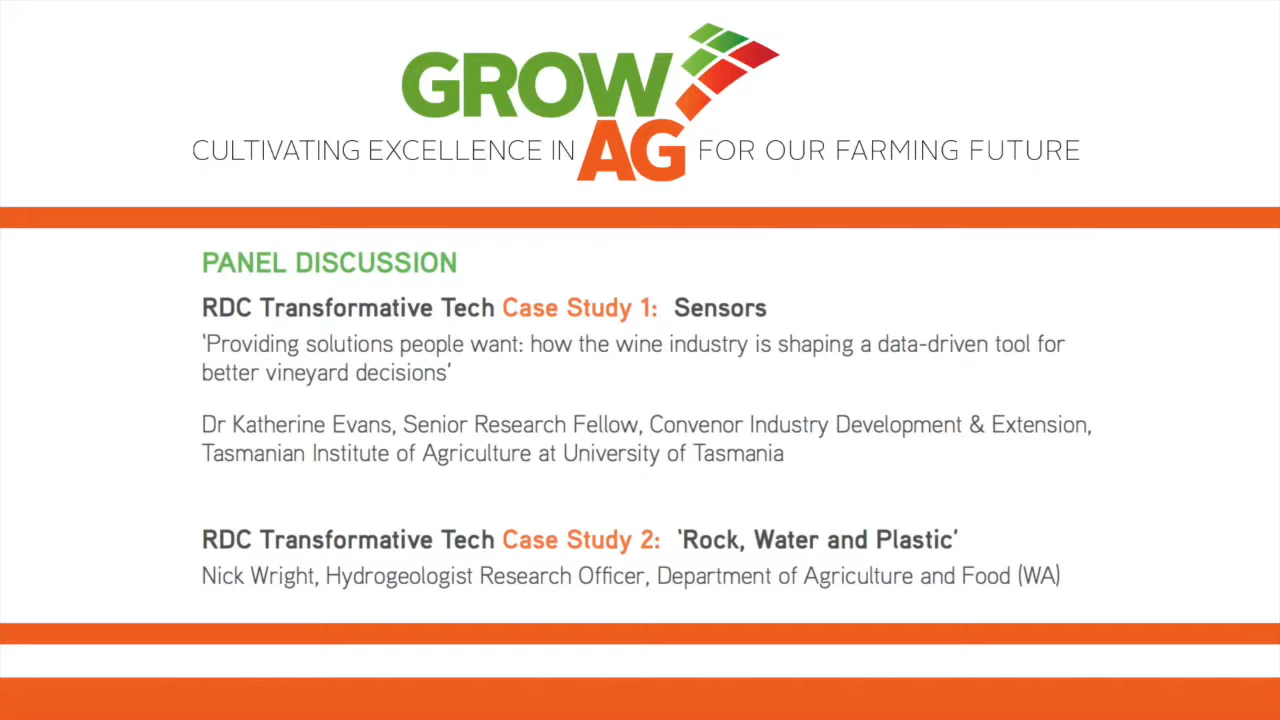 GROW
CULTIVATING EXCELLENCE IN AG FOR OUR FARMING FUTURE
PANEL DISCUSSION
RDC Transformative Tech Case Study 1: Sensors
'Providing solutions people want: how the wine industry is shaping a data-driven tool for
better vineyard decisions'
Dr Katherine Evans, Senior Research Fellow, Convenor Industry Development & Extension,
Tasmanian Institute of Agriculture at University of Tasmania
RDC Transformative Tech Case Study 2: 'Rock, Water and Plastic'
Nick Wright, Hydrogeologist Research Officer, Department of Agriculture and Food (WA)